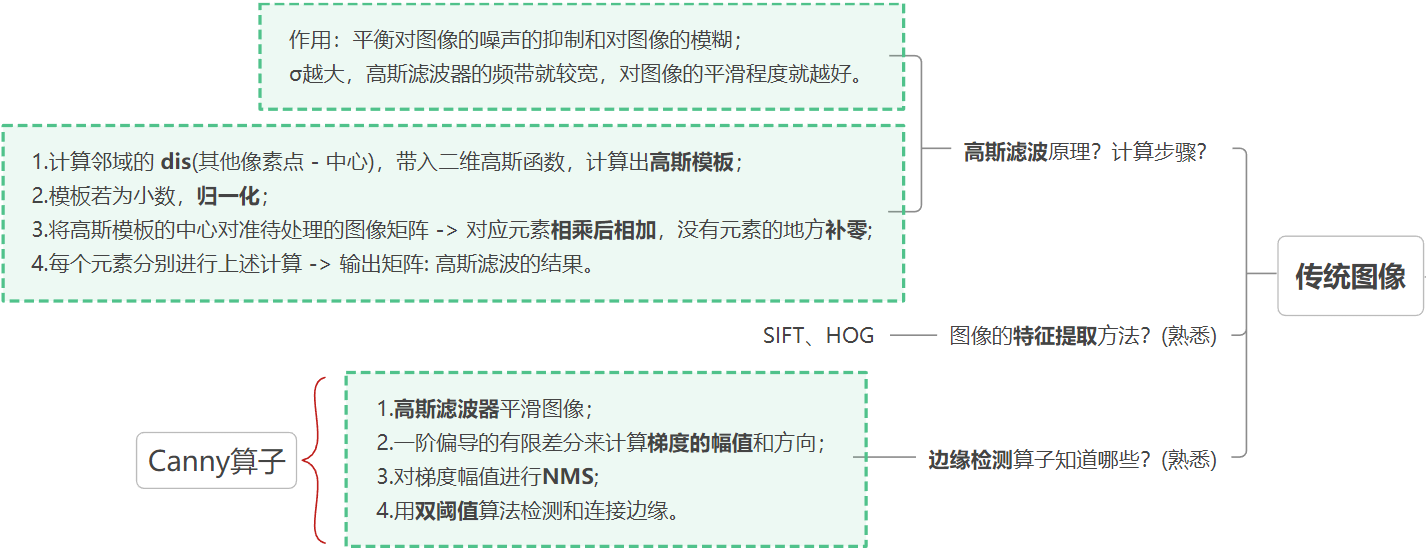 作用：平衡对图像的噪声的抑制和对图像的模糊；
σ越大，高斯滤波器的频带就较宽，对图像的平滑程度就越好。
1.计算邻域的 dis(其他像素点 - 中心)，带入二维高斯函数，计算出高斯模板；
2.模板若为小数，归一化；
3.将高斯模板的中心对准待处理的图像矩阵 -> 对应元素相乘后相加，没有元素的地方补零;
4.每个元素分别进行上述计算 -> 输出矩阵: 高斯滤波的结果。
高斯滤波原理？计算步骤？
传统图像
SIFT、HOG
图像的特征提取方法？(熟悉)
Canny算子
1.高斯滤波器平滑图像；
2.一阶偏导的有限差分来计算梯度的幅值和方向；
3.对梯度幅值进行NMS;
4.用双阈值算法检测和连接边缘。
边缘检测算子知道哪些？(熟悉)